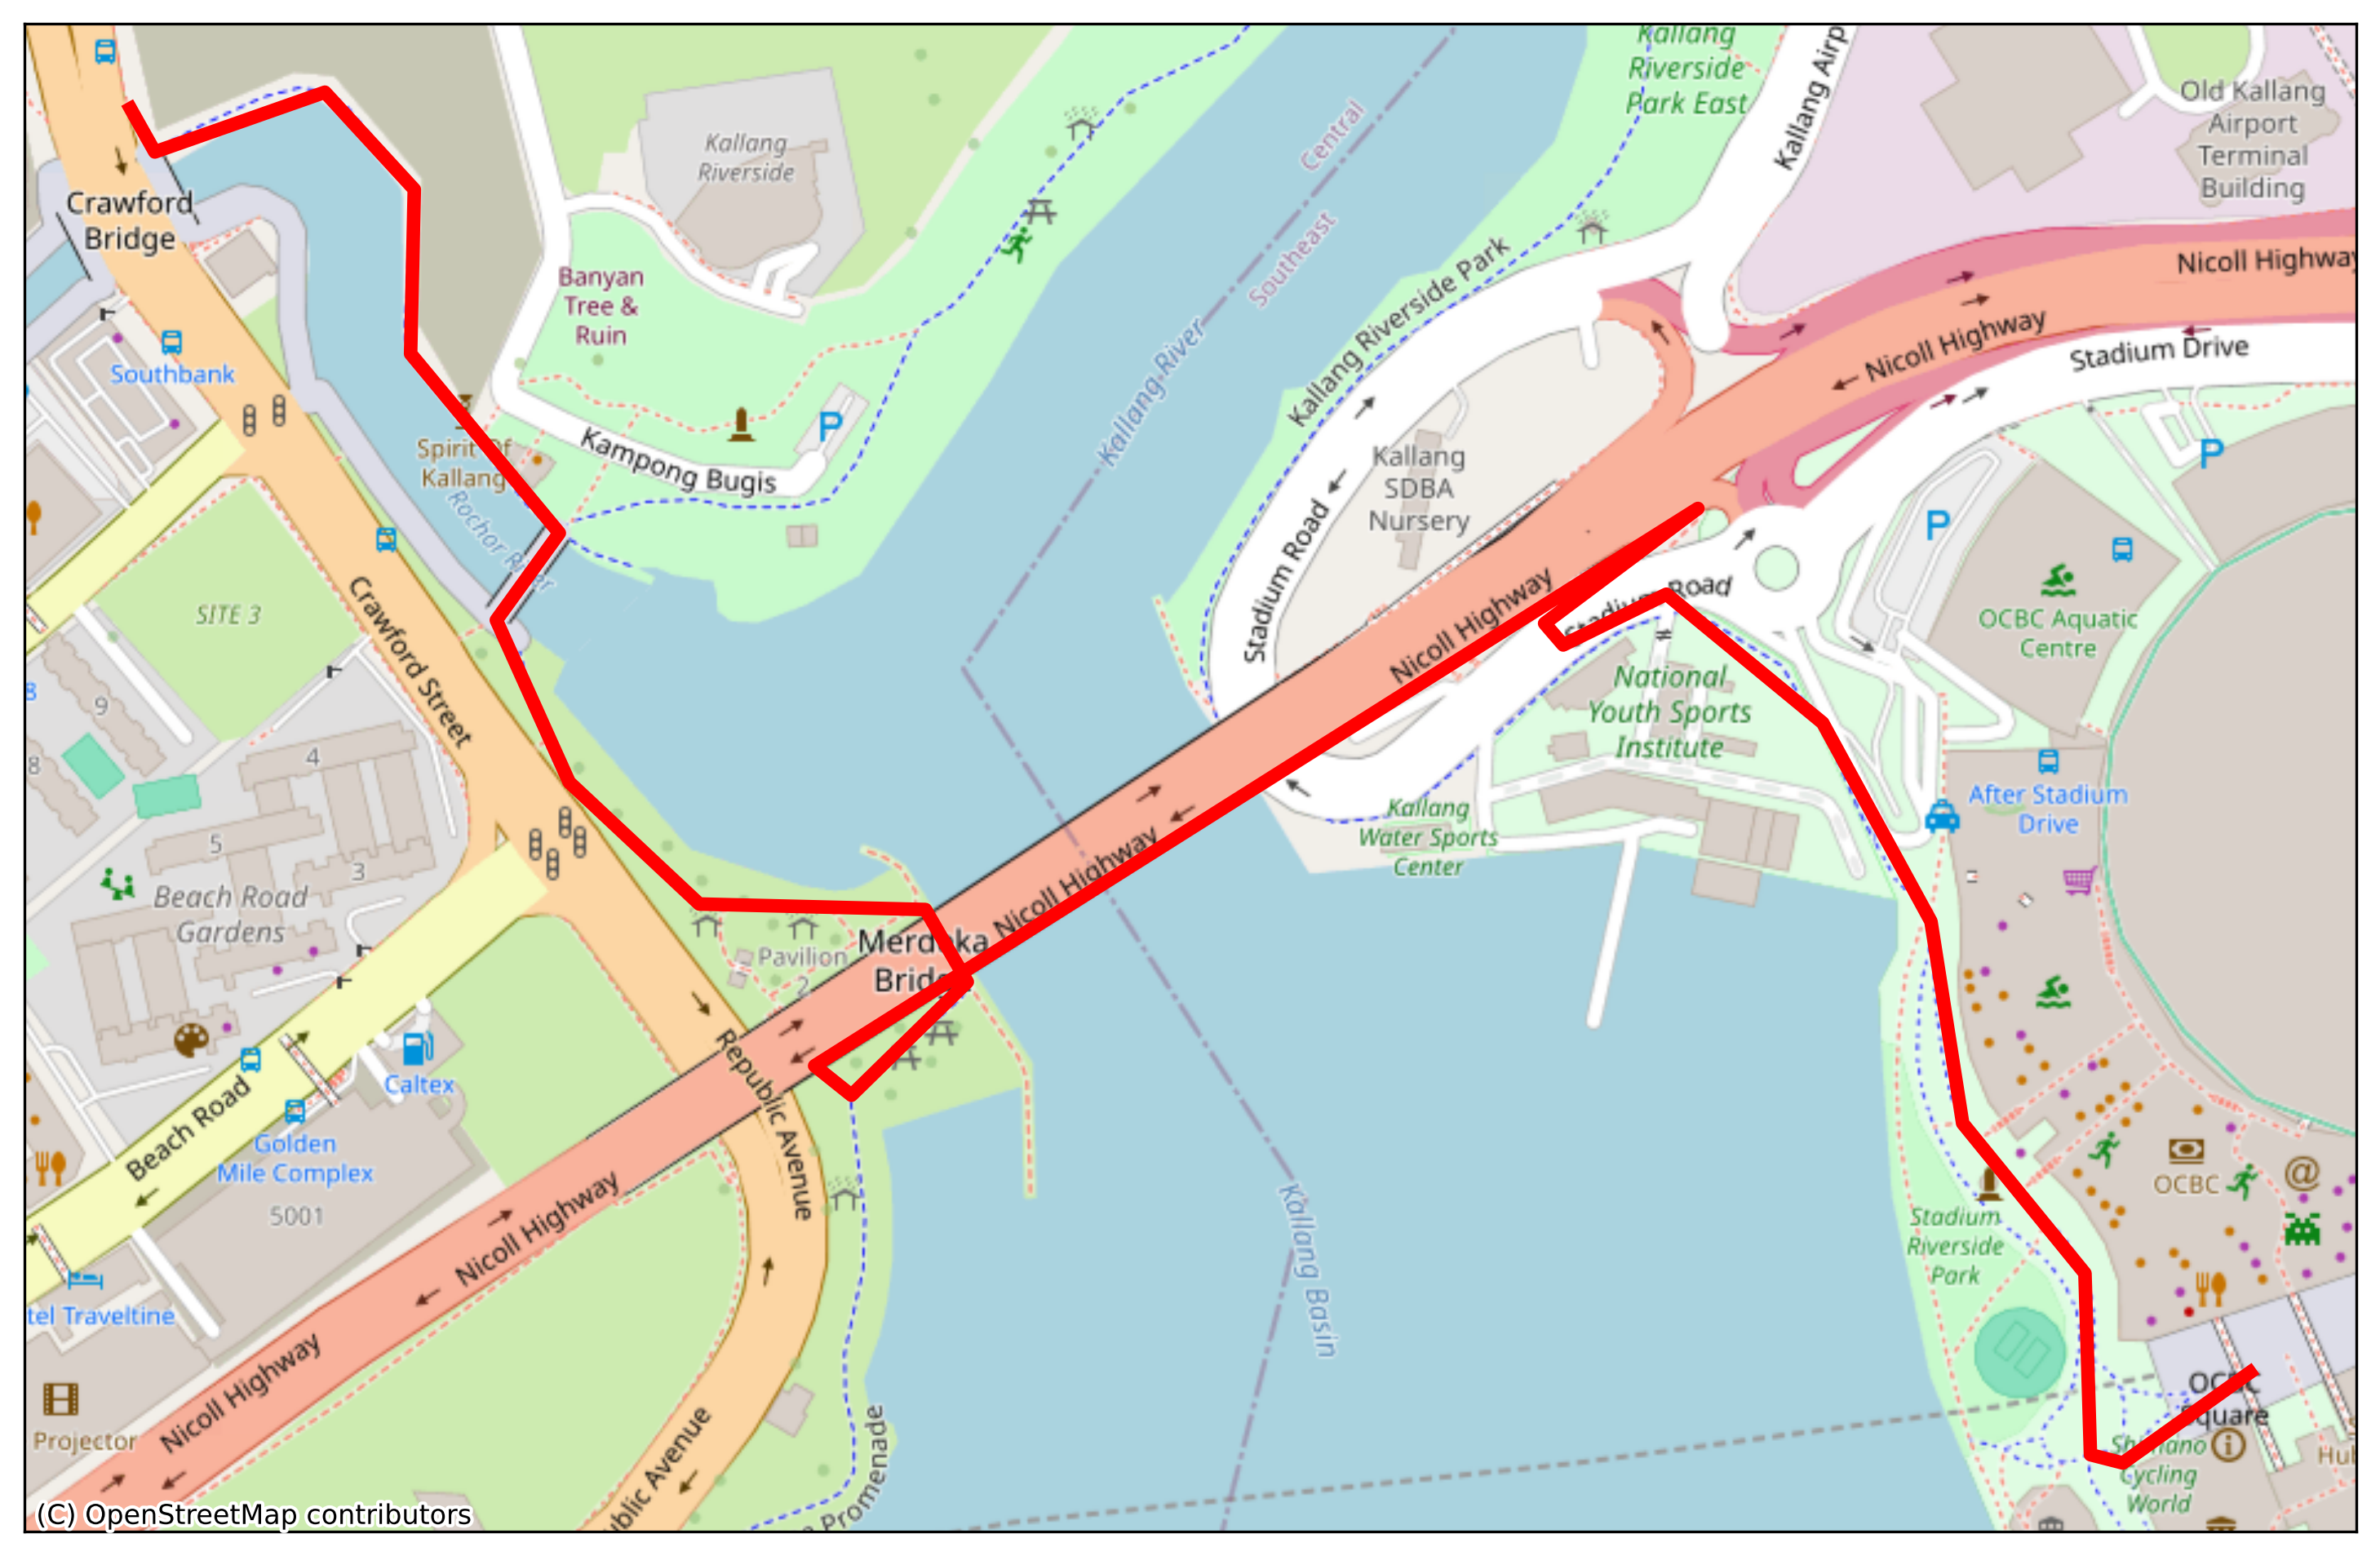 Kallang
Riverside
Park East
Kallang Airp
Old Kallang
Airport
Terminal
Building
Kallang
Riverside
Central
Southeast
Crawford
Bridge
Banyan
Tree &
Ruin
Kallang Riverside Park
Nicoll Highway
Nicoll Highway
Stadium Drive
Southbank
Kallang River
P
Spirit Of
Kallang
Kampong Bugis
Kallang
SDBA
Nursery
P
P
Rochor River
Stadium Road
Nicoll Highway
Stadium Road
OCBC Aquatic
Centre
SITE 3
Crawford Street
National
Youth Sports
Institute
8
9
8
4
5
3
Beach Road
Gardens
Kallang
Water Sports
Center
After Stadium
Drive
Nicoll Highway
Merdeka
Bridge
Pavilion
2
Republic Avenue
Caltex
Beach Road
Golden
Mile Complex
5001
Nicoll Highway
OCBC
@
Stadium
Riverside
Park
Kallang Basin
tel Traveltine
Nicoll Highway
Projector
OCBC
Square
Shimano
Cycling
World
Hul
ublic Avenue
e Promenade
(C) OpenStreetMap contributors